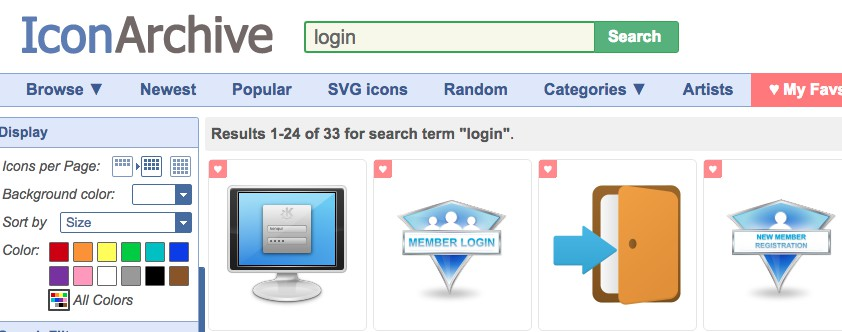 IconArchive
login
Search
Browse ▼ Newest Popular SVG icons Random Categories ▼ Artists ♥ My Favs
Display
Results 1-24 of 33 for search term "login".
Icons per Page:
Background color:
Sort by Size
Color:
All Colors
MEMBER LOGIN
NEW MEMBER
REGISTRATION